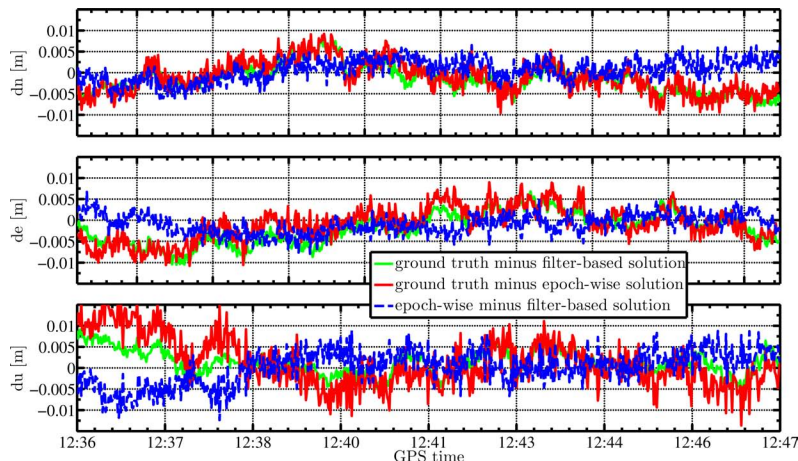 0.01
0.005
0
−0.005
−0.01
dn [m]
0.01
0.005
0
−0.005
−0.01
de [m]
ground truth minus filter-based solution
ground truth minus epoch-wise solution
epoch-wise minus filter-based solution
0.01
0.005
0
−0.005
−0.01
du [m]
12:36 12:37 12:38 12:40 12:41 12:43 12:44 12:46 12:47
GPS time